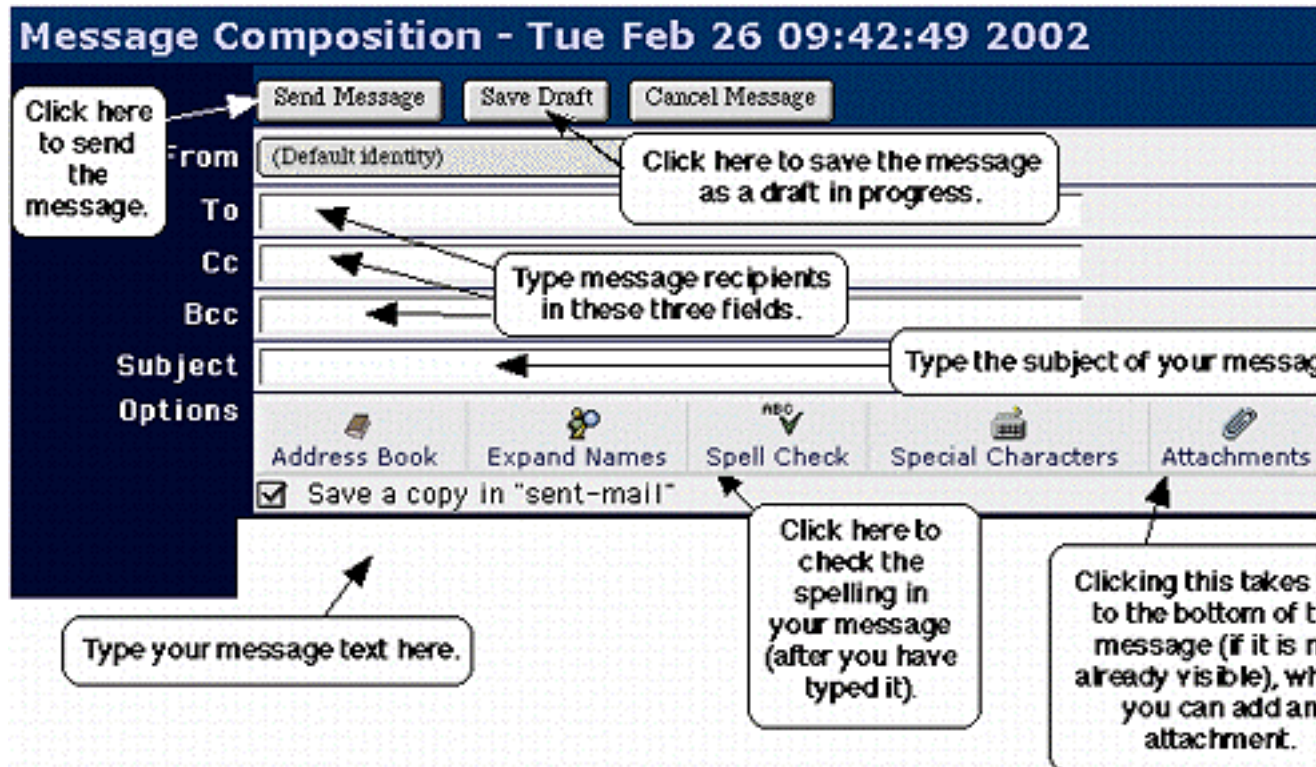 Message Composition - Tue Feb 26 09:42:49 2002
Send Message Save Draft Cancel Message
Click here
to send
the
message.
From (Default identity)
Click here to save the message
as a draft in progress.
To
Cc
Type message recipients
in these three fields.
Bcc
Subject
Type the subject of your messag
Options
Address Book Expand Names Spell Check Special Characters Attachments
Save a copy in "sent-mail"
Click here to
check the
spelling in
your message
(after you have
typed it).
Clicking this takes
to the bottom of t
message (if it is n
already visible), wh
you can add an
attachment.
Type your message text here.